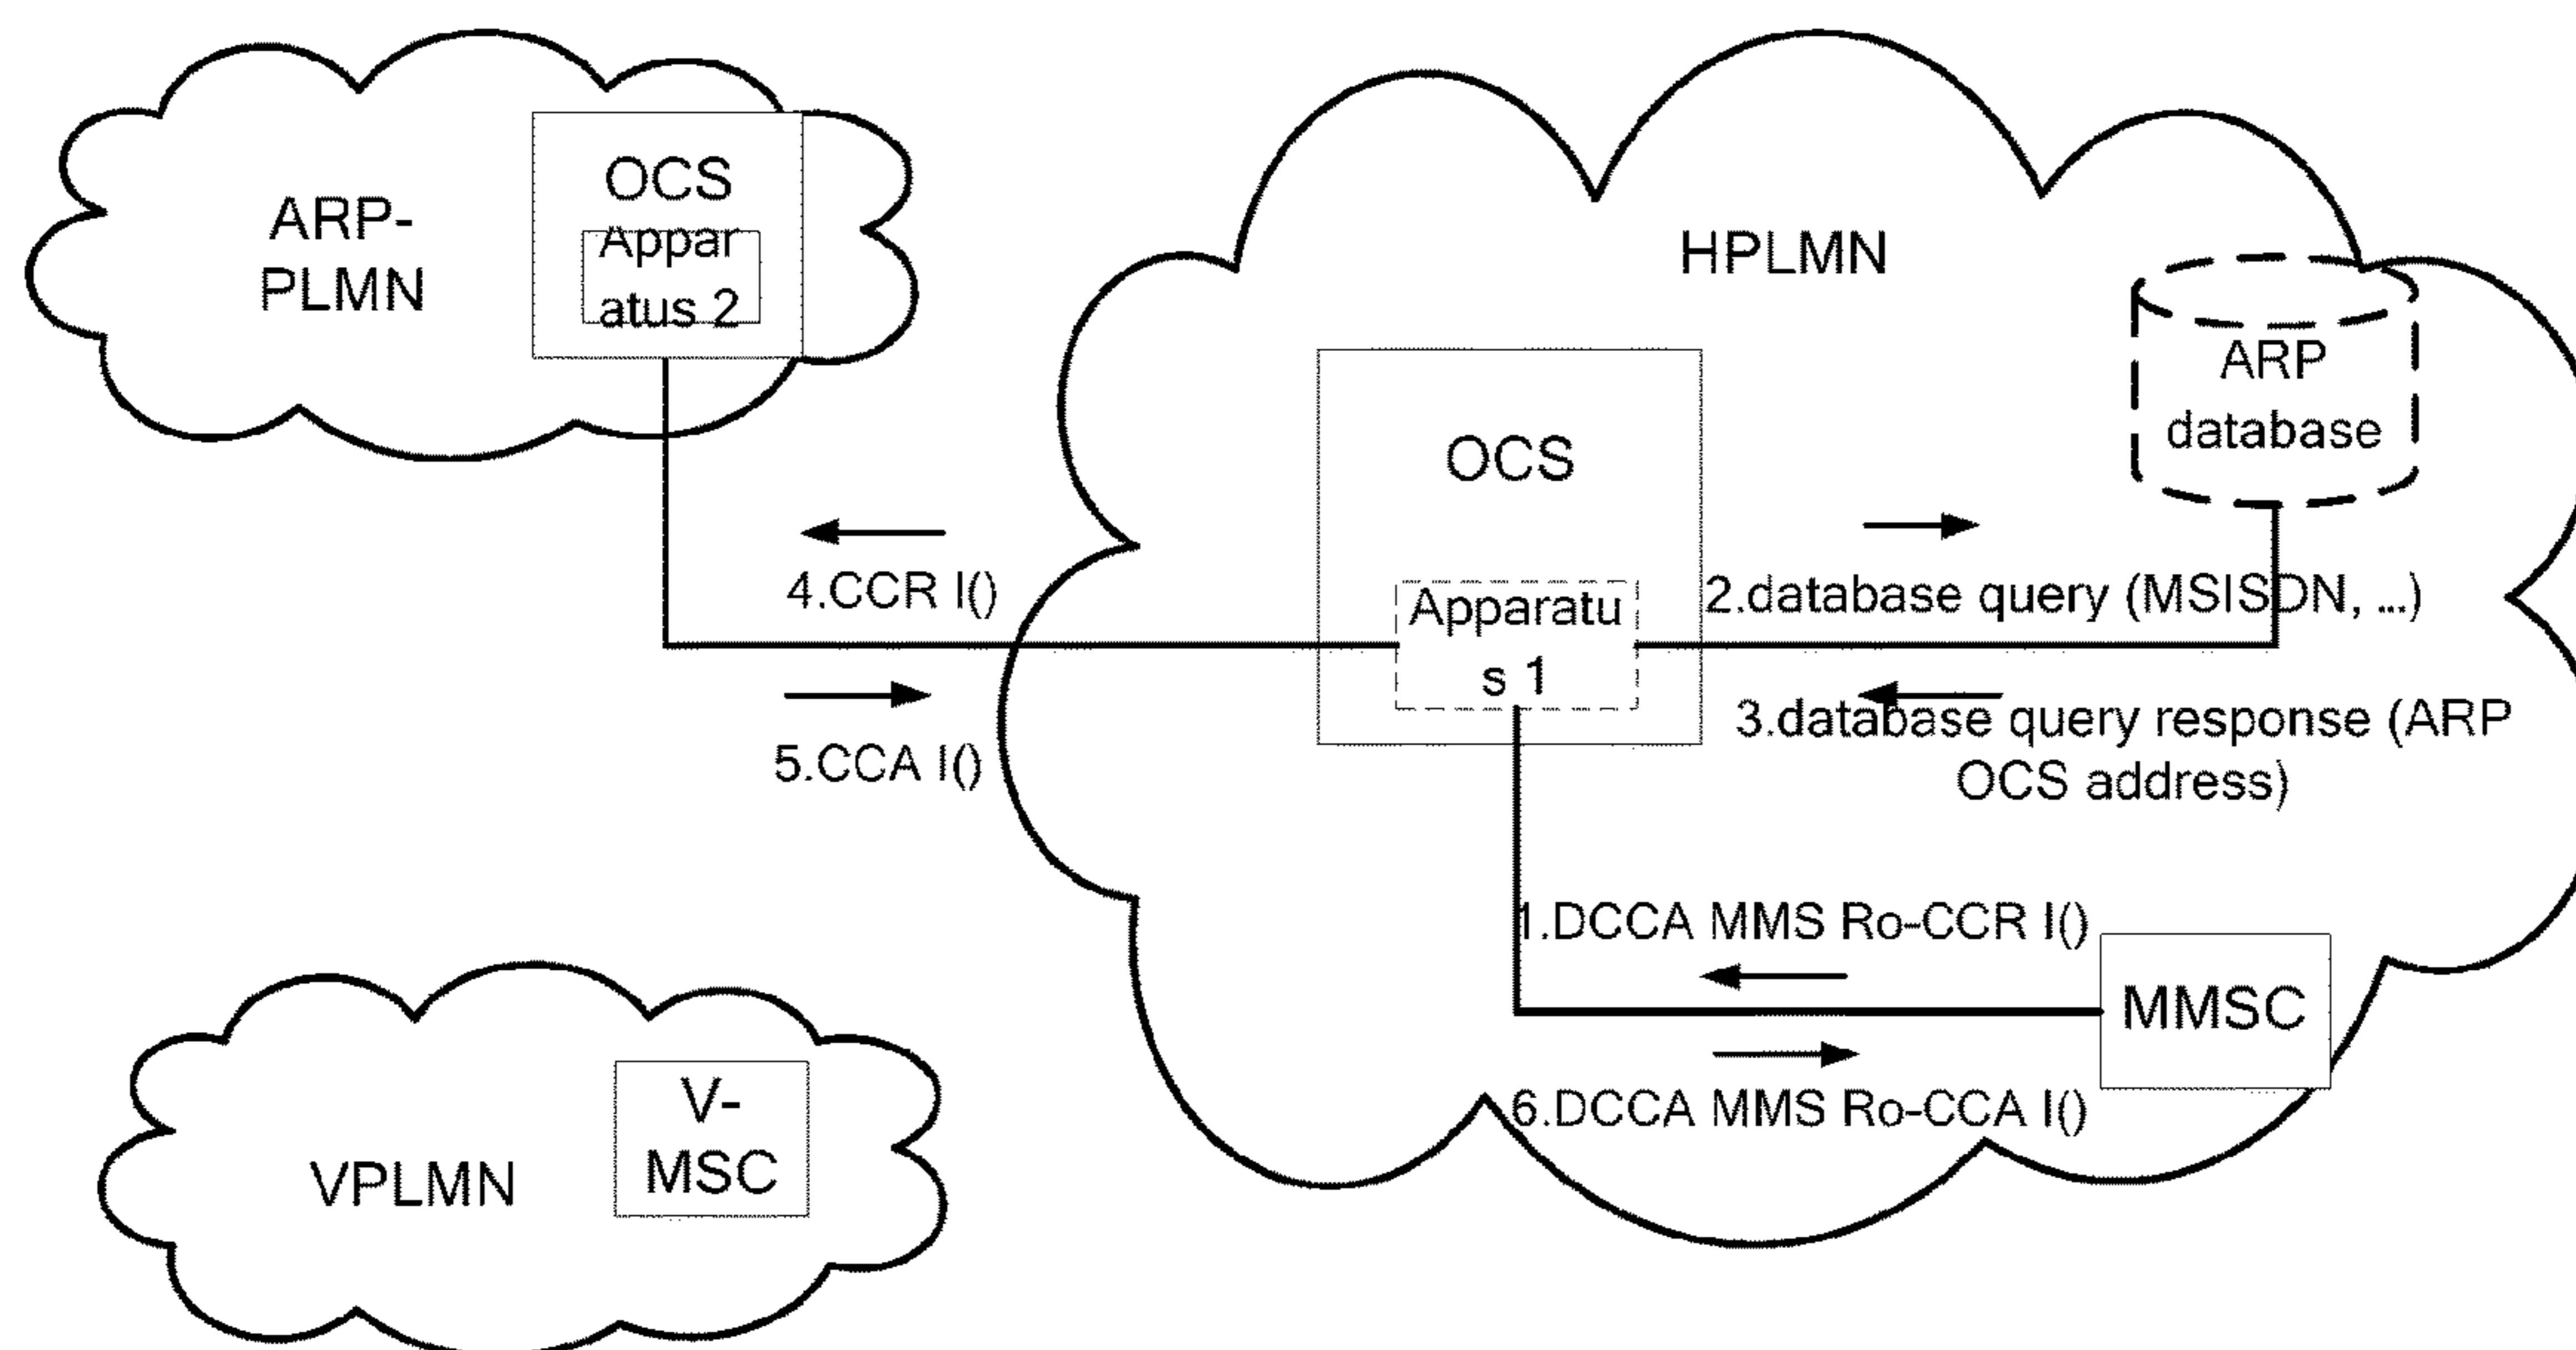 ARP-
PLMN
OCS
Appar
atus 2
HPLMN
ARP
database
OCS
Apparatu
s 1
4.CCR I()
5.CCA I()
2.database query (MSISDN, ...)
3.database query response (ARP
OCS address)
1.DCCA MMS Ro-CCR I()
MMSC
6.DCCA MMS Ro-CCA I()
VPLMN
V-
MSC